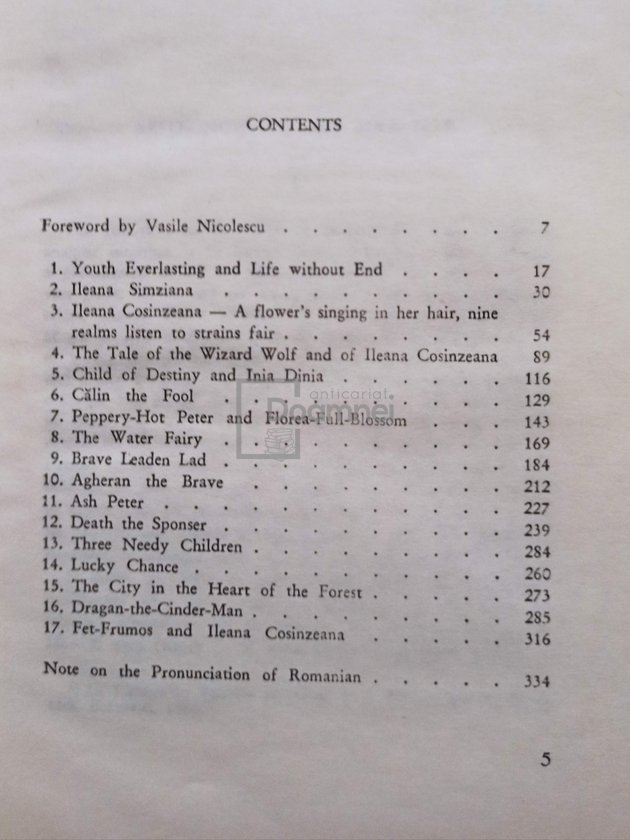 CONTENTS
Foreword by Vasile Nicolescu . . . . . . . . 7
1. Youth Everlasting and Life without End . . . . 17
2. Ileana Simziana . . . . . . . . . . 30
3. Ileana Cosinzeana — A flower's singing in her hair, nine
realms listen to strains fair . . . . . . . . 54
4. The Tale of the Wizard Wolf and of Ileana Cosinzeana 89
5. Child of Destiny and Inia Dinia . . . . . . 116
6. Călin the Fool . . . . . . . . . . 129
7. Peppery-Hot Peter and Florea-Full-Blossom . . . 143
8. The Water Fairy . . . . . . . . . . 169
9. Brave Leaden Lad . . . . . . . . . . 184
10. Agheran the Brave . . . . . . . . . 212
11. Ash Peter . . . . . . . . . . . . 227
12. Death the Sponser . . . . . . . . . . 239
13. Three Needy Children . . . . . . . . . 284
14. Lucky Chance . . . . . . . . . . . 260
15. The City in the Heart of the Forest . . . . . 273
16. Dragan-the-Cinder-Man . . . . . . . . . 285
17. Fet-Frumos and Ileana Cosinzeana . . . . . 316
Note on the Pronunciation of Romanian . . . . . 334
5
anticariat
Doamnei